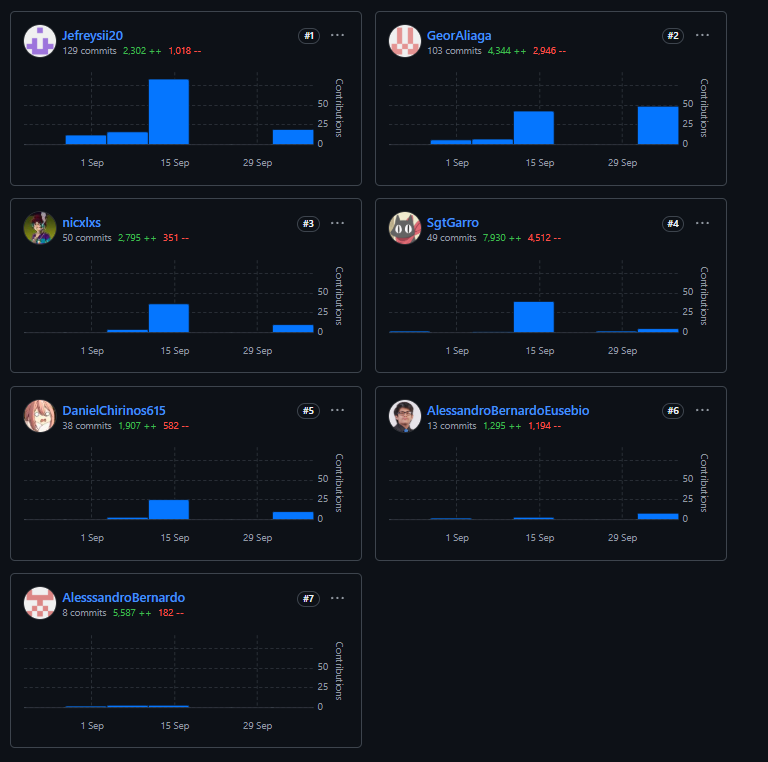 Jefreysii20 #1 ...
129 commits 2,302 ++ 1,018 --
Contributions
50
25
0
1 Sep 15 Sep 29 Sep
GeorAliaga #2 ...
103 commits 4,344 ++ 2,946 --
Contributions
50
25
0
1 Sep 15 Sep 29 Sep
nicxlxs #3 ...
50 commits 2,795 ++ 351 --
Contributions
50
25
0
1 Sep 15 Sep 29 Sep
SgtGarro #4 ...
49 commits 7,930 ++ 4,512 --
Contributions
50
25
0
1 Sep 15 Sep 29 Sep
DanielChirinos615 #5 ...
38 commits 1,907 ++ 582 --
Contributions
50
25
0
1 Sep 15 Sep 29 Sep
AlessandroBernardoEusebio #6 ...
13 commits 1,295 ++ 1,194 --
Contributions
50
25
0
1 Sep 15 Sep 29 Sep
AlesssandroBernardo #7 ...
8 commits 5,587 ++ 182 --
Contributions
50
25
0
1 Sep 15 Sep 29 Sep